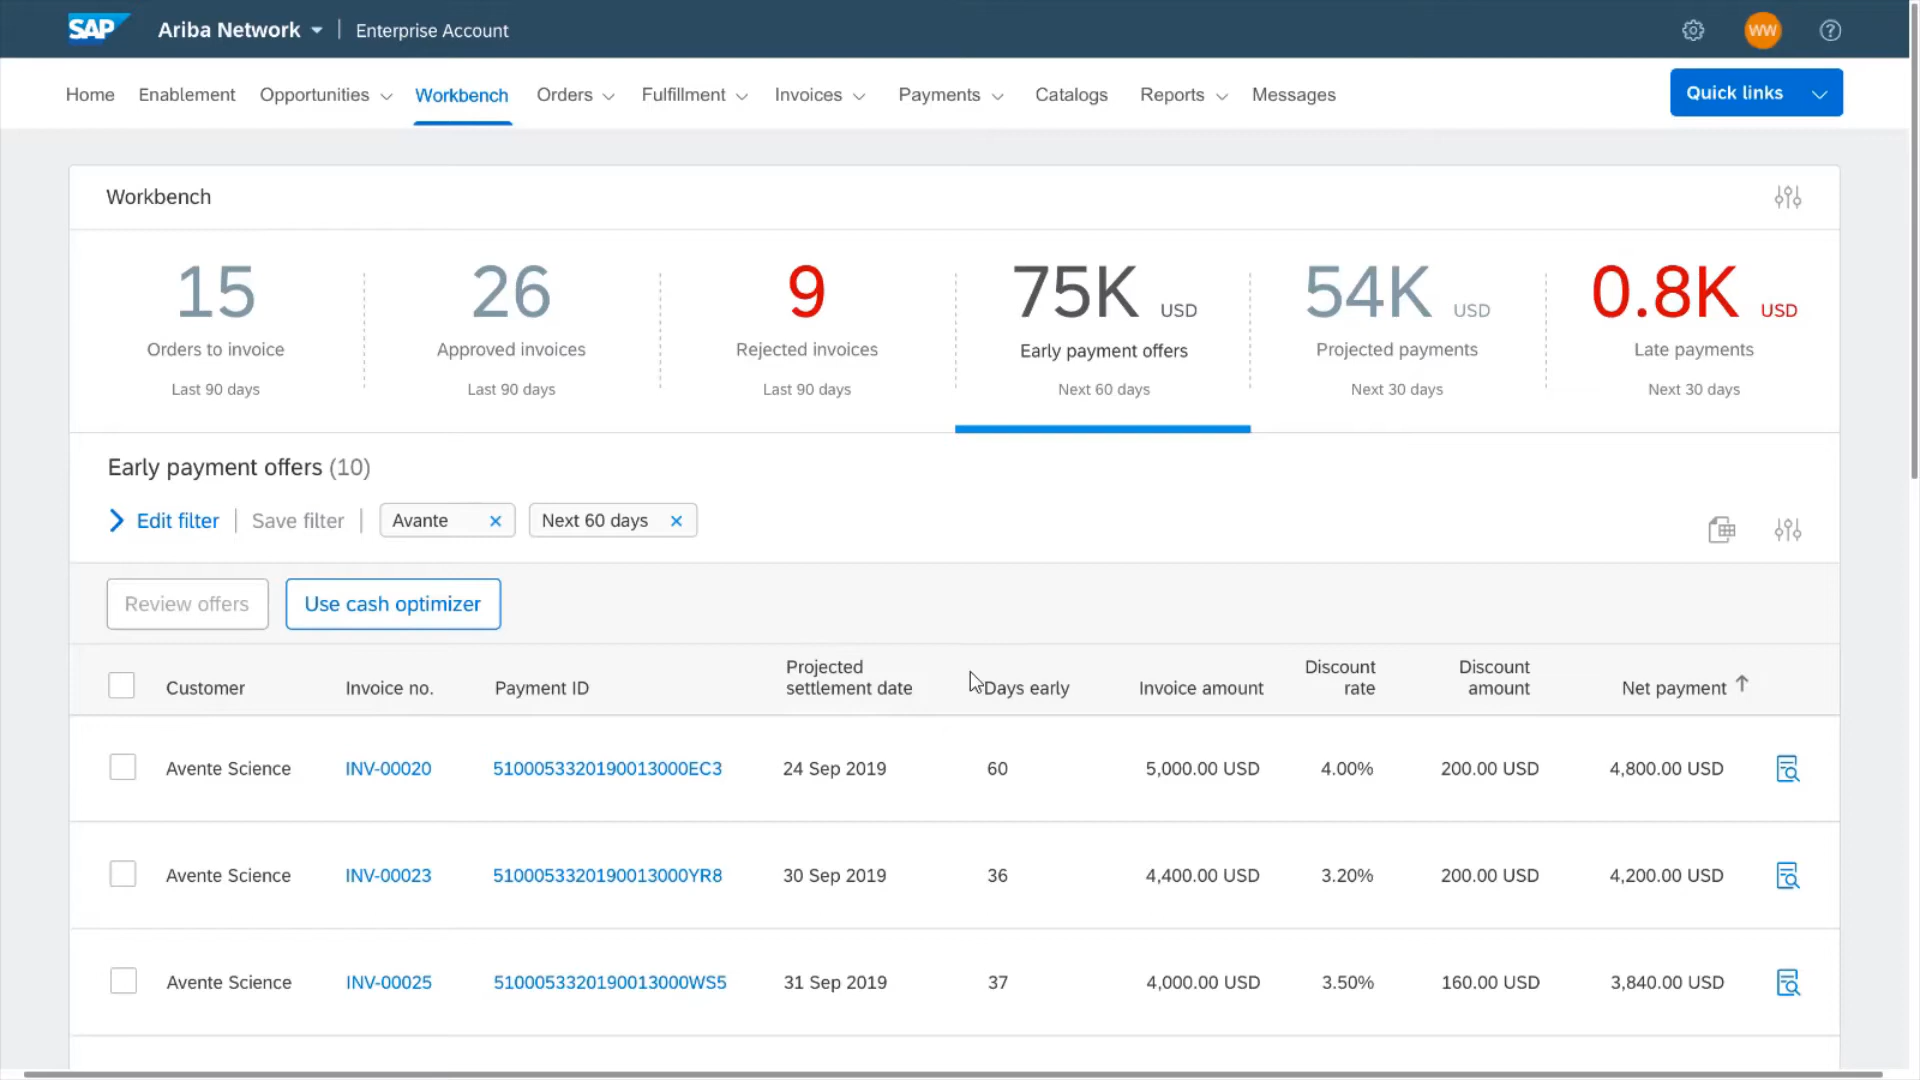 SAP Ariba Network Enterprise Account WW
Home Enablement Opportunities Workbench Orders Fulfillment Invoices Payments Catalogs Reports Messages Quick links
Workbench
15 26 9 75K USD 54K USD 0.8K USD
Orders to invoice Approved invoices Rejected invoices Early payment offers Projected payments Late payments
Last 90 days Last 90 days Last 90 days Next 60 days Next 30 days Next 30 days
Early payment offers (10)
Edit filter | Save filter | Avante × Next 60 days ×
Review offers Use cash optimizer
Customer Invoice no. Payment ID Projected settlement date Days early Invoice amount Discount rate Discount amount Net payment ↑
Avente Science INV-00020 5100053320190013000EC3 24 Sep 2019 60 5,000.00 USD 4.00% 200.00 USD 4,800.00 USD
Avente Science INV-00023 5100053320190013000YR8 30 Sep 2019 36 4,400.00 USD 3.20% 200.00 USD 4,200.00 USD
Avente Science INV-00025 5100053320190013000WS5 31 Sep 2019 37 4,000.00 USD 3.50% 160.00 USD 3,840.00 USD